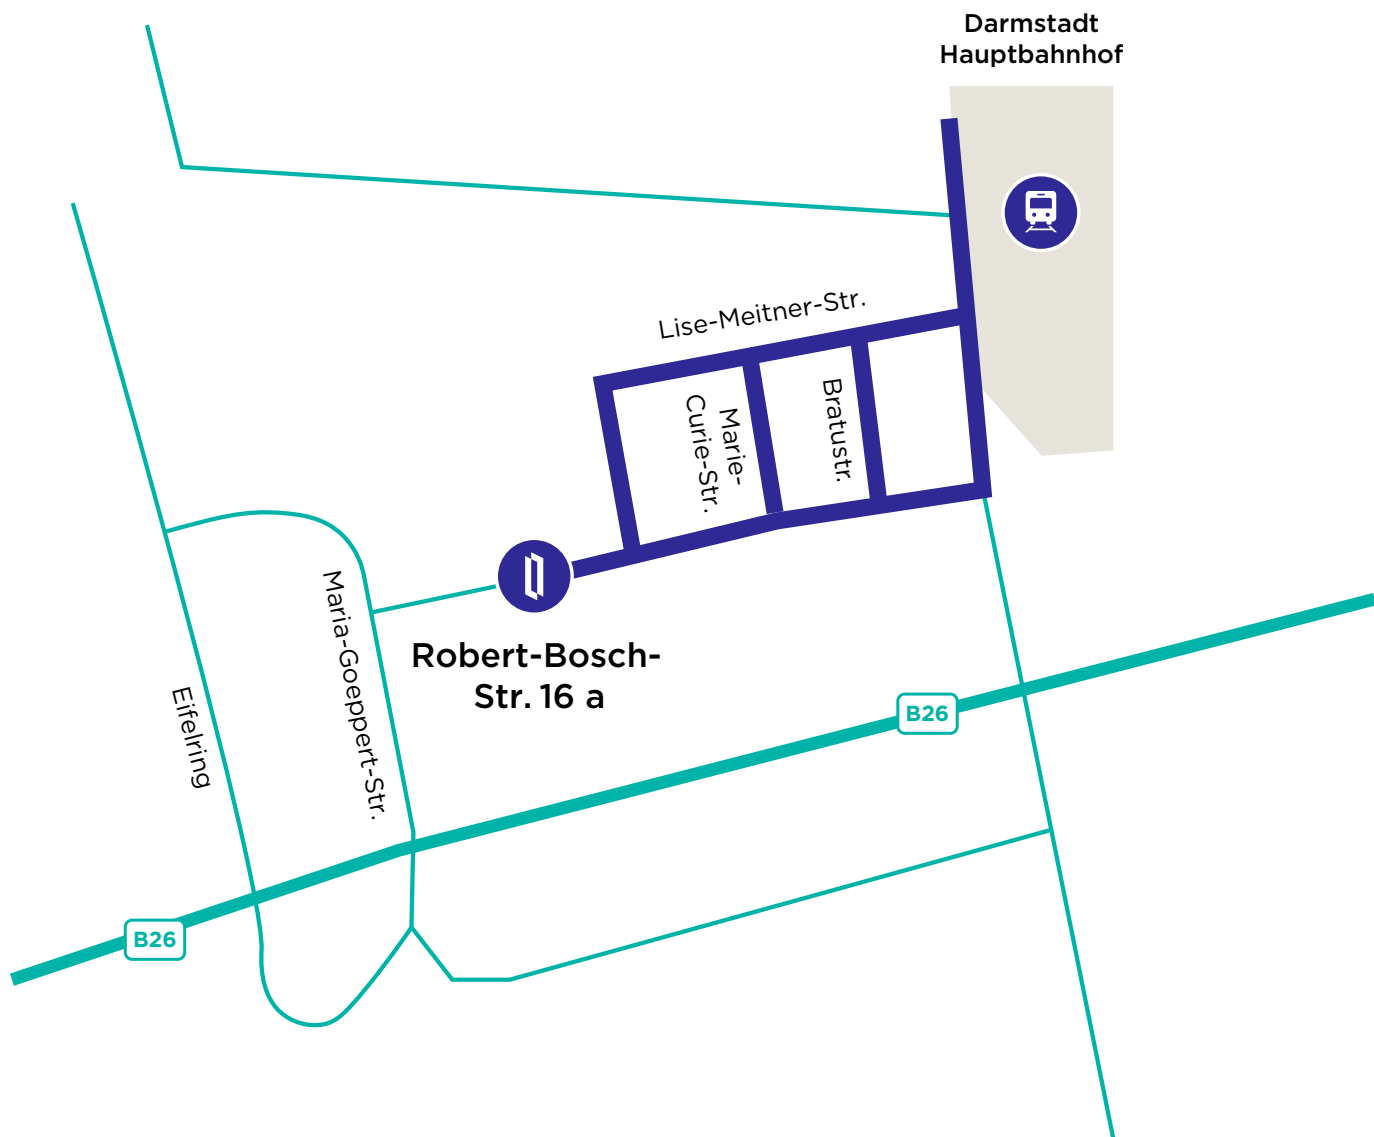 Darmstadt
Hauptbahnhof
Lise-Meitner-Str.
Marie-
Curie-Str.
Bratustr.
Maria-Goeppert-Str.
Robert-Bosch-
Str. 16 a
Eifelring
B26
B26